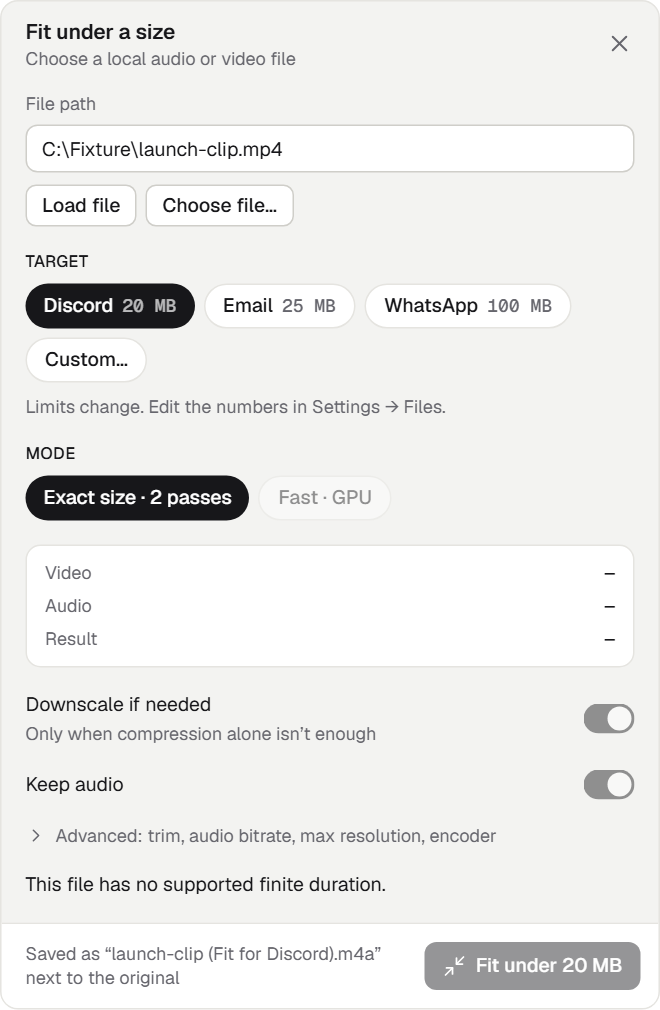 Fit under a size
Choose a local audio or video file
File path
C:\Fixture\launch-clip.mp4
Load file
Choose file...
TARGET
Discord 20 MB
Email 25 MB
WhatsApp 100 MB
Custom...
Limits change. Edit the numbers in Settings → Files.
MODE
Exact size · 2 passes
Fast · GPU
Video –
Audio –
Result –
Downscale if needed
Only when compression alone isn’t enough
Keep audio
Advanced: trim, audio bitrate, max resolution, encoder
This file has no supported finite duration.
Saved as “launch-clip (Fit for Discord).m4a”
next to the original
Fit under 20 MB